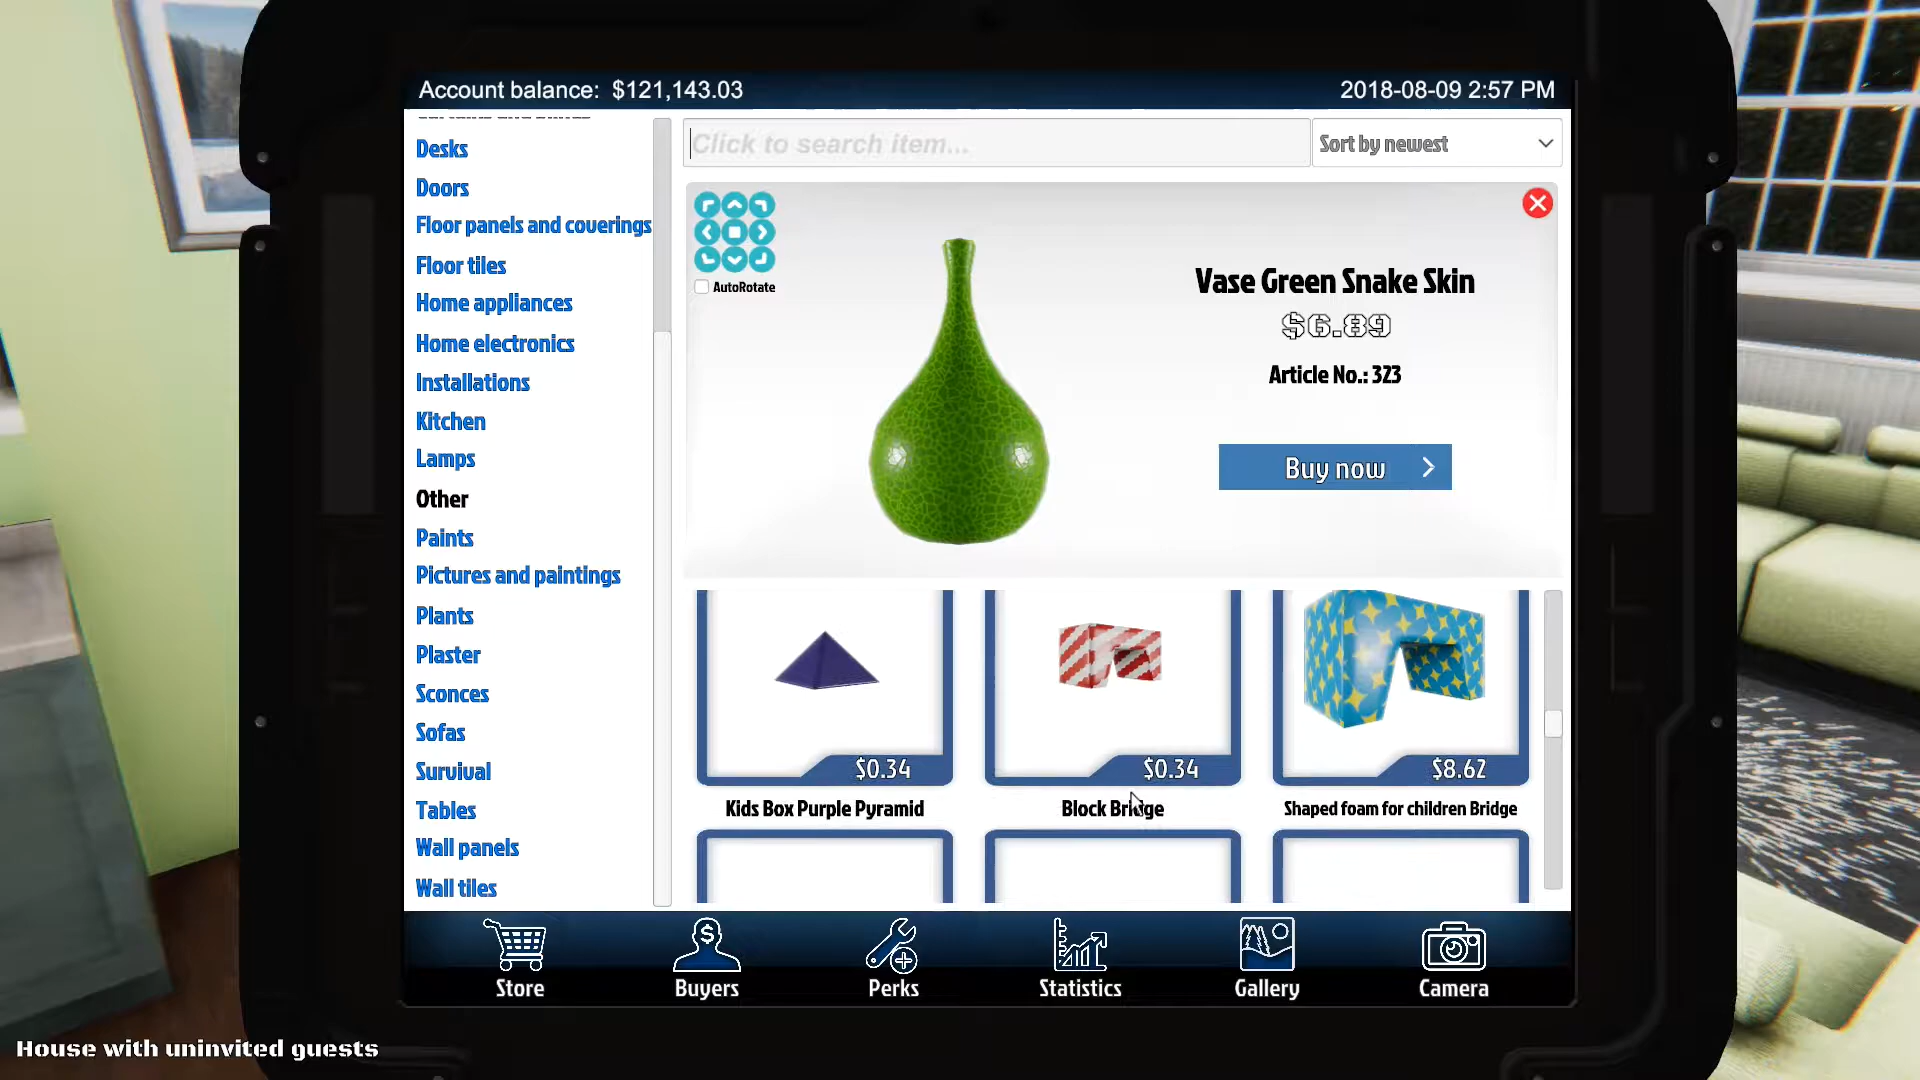 Account balance: $121,143.03
2018-08-09 2:57 PM
Desks
Doors
Floor panels and coverings
Floor tiles
Home appliances
Home electronics
Installations
Kitchen
Lamps
Other
Paints
Pictures and paintings
Plants
Plaster
Sconces
Sofas
Survival
Tables
Wall panels
Wall tiles
Click to search item...
Sort by newest
AutoRotate
Vase Green Snake Skin
$6.89
Article No.: 323
Buy now
$0.34
$0.34
$8.62
Kids Box Purple Pyramid
Block Bridge
Shaped foam for children Bridge
Store
Buyers
Perks
Statistics
Gallery
Camera
House with uninvited guests